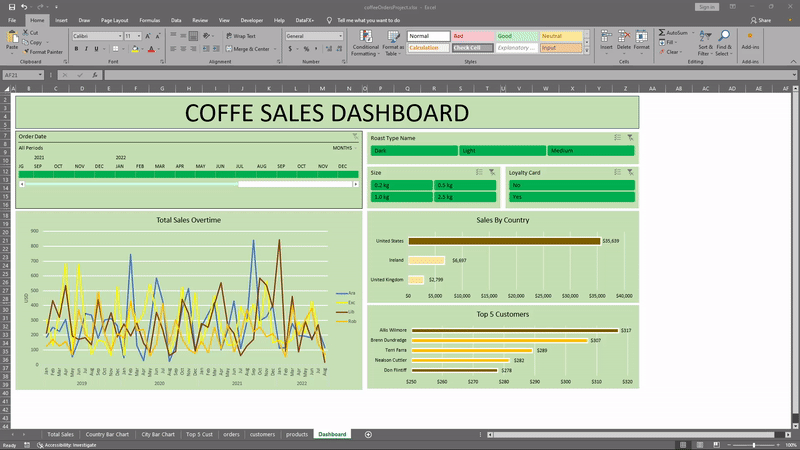 coffeeOrdersProject.xlsx - Excel
Sign in
File Home Insert Draw Page Layout Formulas Data Review View Developer Help DataFX+ Tell me what you want to do
Share
Cut
Copy
Format Painter
Paste
Clipboard
Calibri 11
B I U
Font
Wrap Text
Merge & Center
Alignment
General
Number
Conditional Formatting
Format as Table
Normal Bad Good Neutral
Calculation Check Cell Explanatory ... Input
Styles
Insert Delete Format
Cells
AutoSum
Fill
Clear
Sort & Filter
Find & Select
Editing
Add-ins
Add-ins
AF21
COFFE SALES DASHBOARD
Order Date
All Periods MONTHS
2021 2022
SEP OCT NOV DEC JAN FEB MAR APR MAY JUN JUL AUG SEP OCT NOV DEC
Roast Type Name
Dark Light Medium
Size
0.2 kg 0.5 kg
1.0 kg 2.5 kg
Loyalty Card
No
Yes
Total Sales Overtime
900
800
700
600
500
400
300
200
100
0
USD
Ara
Exc
Lib
Rob
2019 2020 2021 2022
Sales By Country
United States $35,639
Ireland $6,697
United Kingdom $2,799
$0 $5,000 $10,000 $15,000 $20,000 $25,000 $30,000 $35,000 $40,000
Top 5 Customers
Allis Wilmore $317
Brenn Dundredge $307
Terri Farra $289
Nealson Cuttler $282
Don Flintiff $278
$250 $260 $270 $280 $290 $300 $310 $320
Total Sales Country Bar Chart City Bar Chart Top 5 Cust orders customers products Dashboard
Ready Accessibility: Investigate
100%